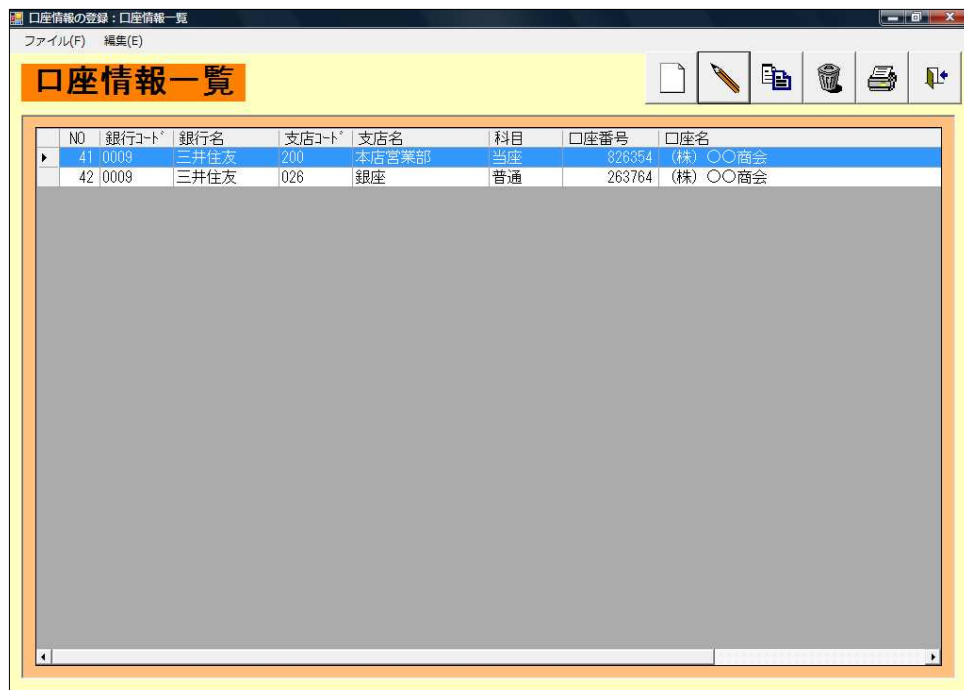 口座情報の登録：口座情報一覧
ファイル(F) 編集(E)
口座情報一覧
NO 銀行ｺｰﾄﾞ 銀行名 支店ｺｰﾄﾞ 支店名 科目 口座番号 口座名
41 0009 三井住友 200 本店営業部 当座 826354 （株）〇〇商会
42 0009 三井住友 026 銀座 普通 263764 （株）〇〇商会